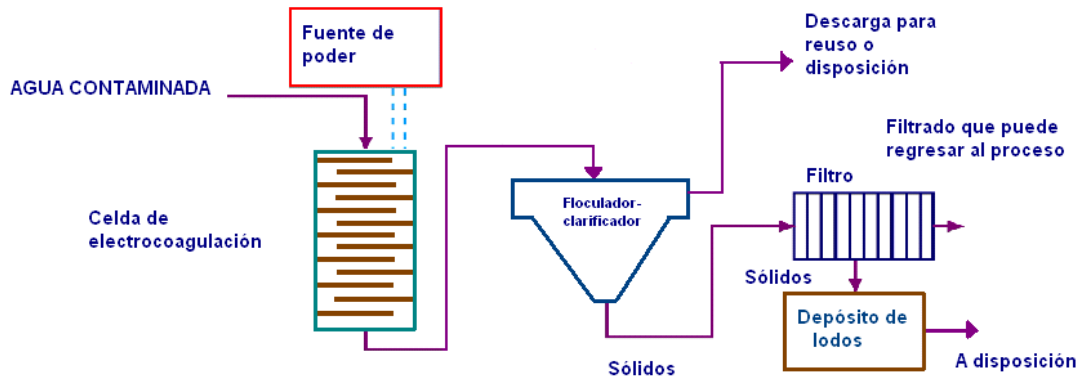 Fuente de
poder
AGUA CONTAMINADA
Celda de
electrocoagulación
Floculador-
clarificador
Descarga para
reuso o
disposición
Filtrado que puede
regresar al proceso
Filtro
Sólidos
Sólidos
Depósito de
lodos
A disposición